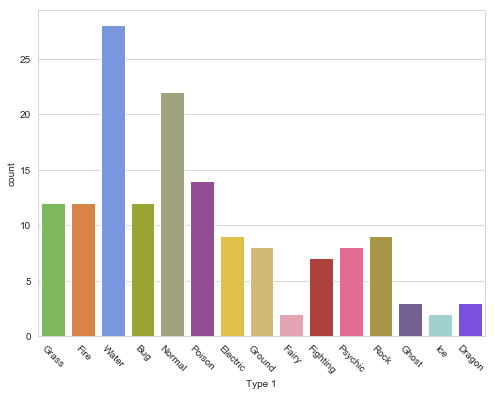 25
20
15
10
5
0
count
Grass
Fire
Water
Bug
Normal
Poison
Electric
Ground
Fairy
Fighting
Psychic
Rock
Ghost
Ice
Dragon
Type 1